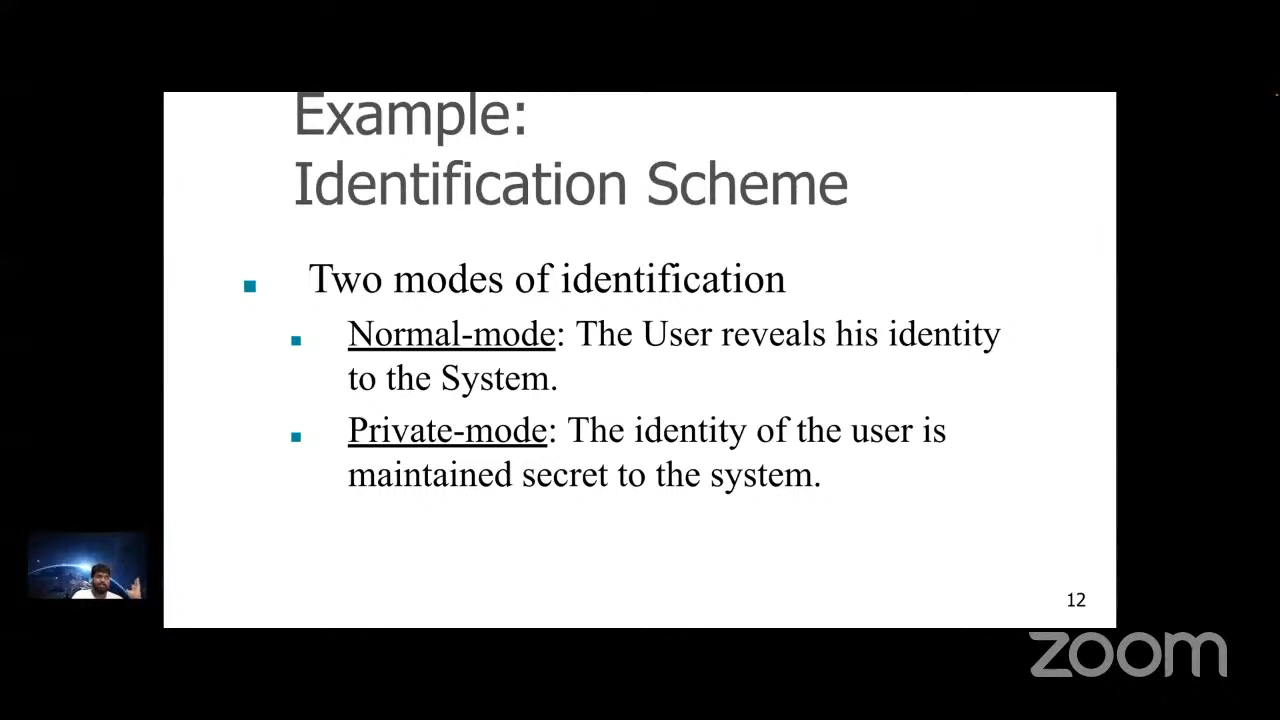 Example:
Identification Scheme
Two modes of identification
Normal-mode: The User reveals his identity
to the System.
Private-mode: The identity of the user is
maintained secret to the system.
12
zoom